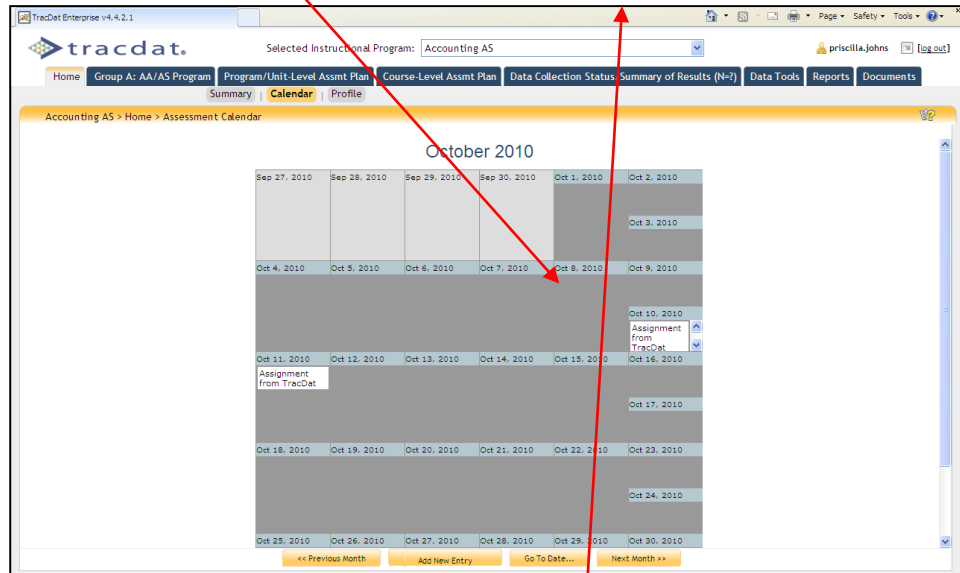 TracDat Enterprise v4.4.2.1
Page Safety Tools
tracdat.
Selected Instructional Program: Accounting AS
priscilla.johns [log out]
Home Group A: AA/AS Program Program/Unit-Level Assmt Plan Course-Level Assmt Plan Data Collection Status/Summary of Results (N=?) Data Tools Reports Documents
Summary | Calendar | Profile
Accounting AS > Home > Assessment Calendar
October 2010
Sep 27, 2010 Sep 28, 2010 Sep 29, 2010 Sep 30, 2010 Oct 1, 2010 Oct 2, 2010
Oct 3, 2010
Oct 4, 2010 Oct 5, 2010 Oct 6, 2010 Oct 7, 2010 Oct 8, 2010 Oct 9, 2010
Oct 10, 2010
Assignment
from
TracDat
Oct 11, 2010 Oct 12, 2010 Oct 13, 2010 Oct 14, 2010 Oct 15, 2010 Oct 16, 2010
Assignment
from TracDat
Oct 17, 2010
Oct 18, 2010 Oct 19, 2010 Oct 20, 2010 Oct 21, 2010 Oct 22, 2010 Oct 23, 2010
Oct 24, 2010
Oct 25, 2010 Oct 26, 2010 Oct 27, 2010 Oct 28, 2010 Oct 29, 2010 Oct 30, 2010
<< Previous Month Add New Entry Go To Date... Next Month >>